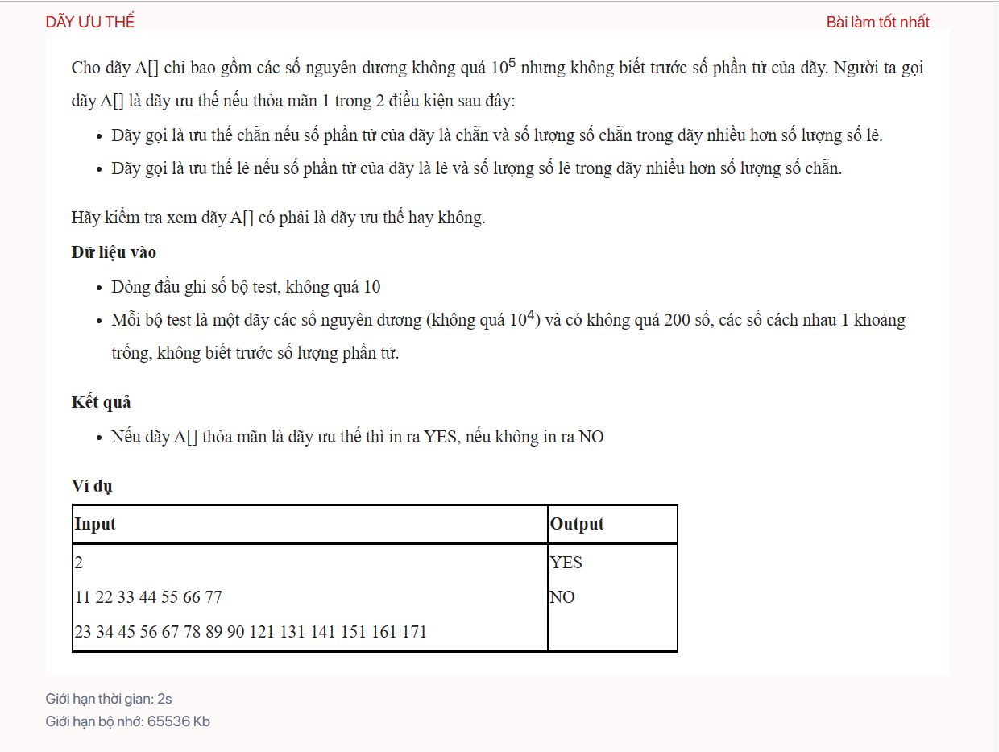 DÃY ƯU THẾ
Bài làm tốt nhất
Cho dãy A[] chỉ bao gồm các số nguyên dương không quá 10⁵ nhưng không biết trước số phần tử của dãy. Người ta gọi
dãy A[] là dãy ưu thế nếu thỏa mãn 1 trong 2 điều kiện sau đây:
• Dãy gọi là ưu thế chẵn nếu số phần tử của dãy là chẵn và số lượng số chẵn trong dãy nhiều hơn số lượng số lẻ.
• Dãy gọi là ưu thế lẻ nếu số phần tử của dãy là lẻ và số lượng số lẻ trong dãy nhiều hơn số lượng số chẵn.
Hãy kiểm tra xem dãy A[] có phải là dãy ưu thế hay không.
Dữ liệu vào
• Dòng đầu ghi số bộ test, không quá 10
• Mỗi bộ test là một dãy các số nguyên dương (không quá 10⁴) và có không quá 200 số, các số cách nhau 1 khoảng
trống, không biết trước số lượng phần tử.
Kết quả
• Nếu dãy A[] thỏa mãn là dãy ưu thế thì in ra YES, nếu không in ra NO
Ví dụ
Input Output
2 YES
11 22 33 44 55 66 77 NO
23 34 45 56 67 78 89 90 121 131 141 151 161 171
Giới hạn thời gian: 2s
Giới hạn bộ nhớ: 65536 Kb